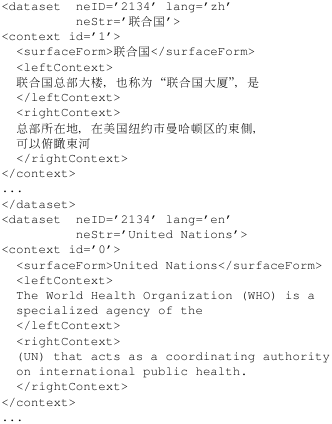 <dataset neID='2134' lang='zh'
neStr='联合国'>
<context id='1'>
<surfaceForm>联合国</surfaceForm>
<leftContext>
联合国总部大楼，也称为“联合国大厦”，是
</leftContext>
<rightContext>
总部所在地，在美国纽约市曼哈顿区的東側，
可以俯瞰東河
</rightContext>
</context>
...
</dataset>
<dataset neID='2134' lang='en'
neStr='United Nations'>
<context id='0'>
<surfaceForm>United Nations</surfaceForm>
<leftContext>
The World Health Organization (WHO) is a
specialized agency of the
</leftContext>
<rightContext>
(UN) that acts as a coordinating authority
on international public health.
</rightContext>
</context>
...